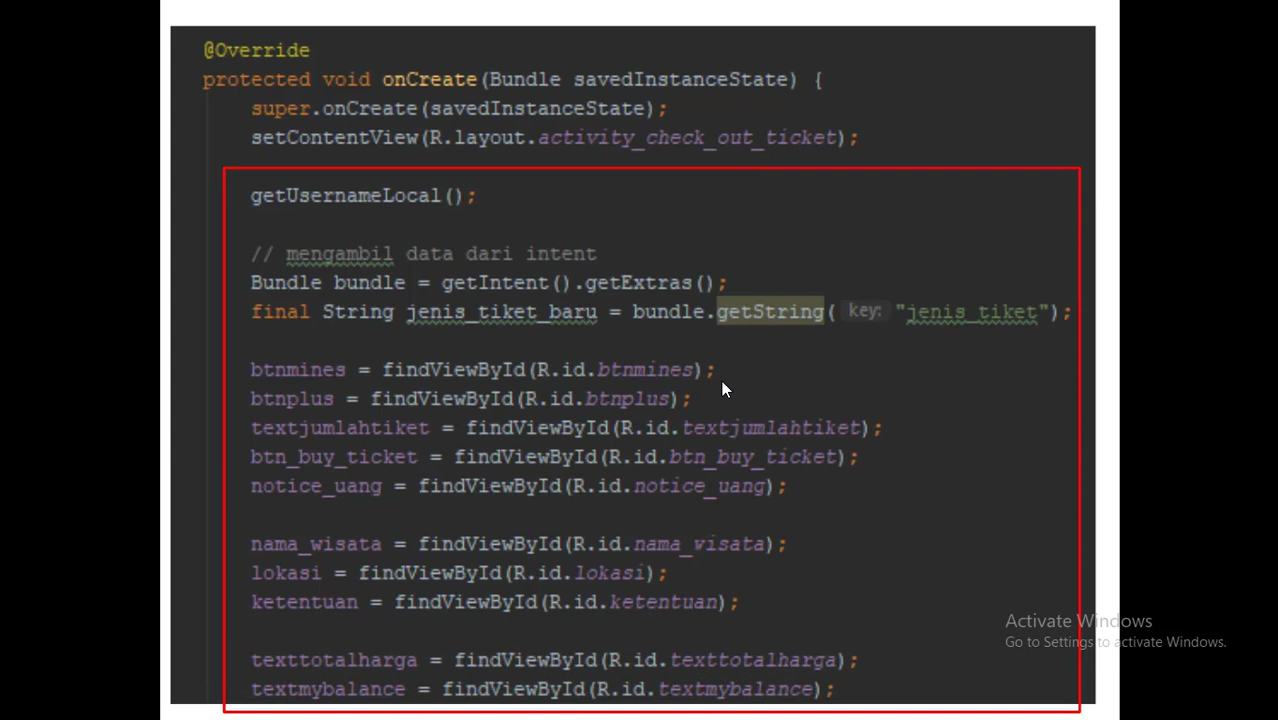 @Override
protected void onCreate(Bundle savedInstanceState) {
super.onCreate(savedInstanceState);
setContentView(R.layout.activity_check_out_ticket);
getUsernameLocal();
// mengambil data dari intent
Bundle bundle = getIntent().getExtras();
final String jenis_tiket_baru = bundle.getString( key: "jenis_tiket");
btnmines = findViewById(R.id.btnmines);
btnplus = findViewById(R.id.btnplus);
textjumlahtiket = findViewById(R.id.textjumlahtiket);
btn_buy_ticket = findViewById(R.id.btn_buy_ticket);
notice_uang = findViewById(R.id.notice_uang);
nama_wisata = findViewById(R.id.nama_wisata);
lokasi = findViewById(R.id.lokasi);
ketentuan = findViewById(R.id.ketentuan);
texttotalharga = findViewById(R.id.texttotalharga);
textmybalance = findViewById(R.id.textmybalance);
Activate Windows
Go to Settings to activate Windows.